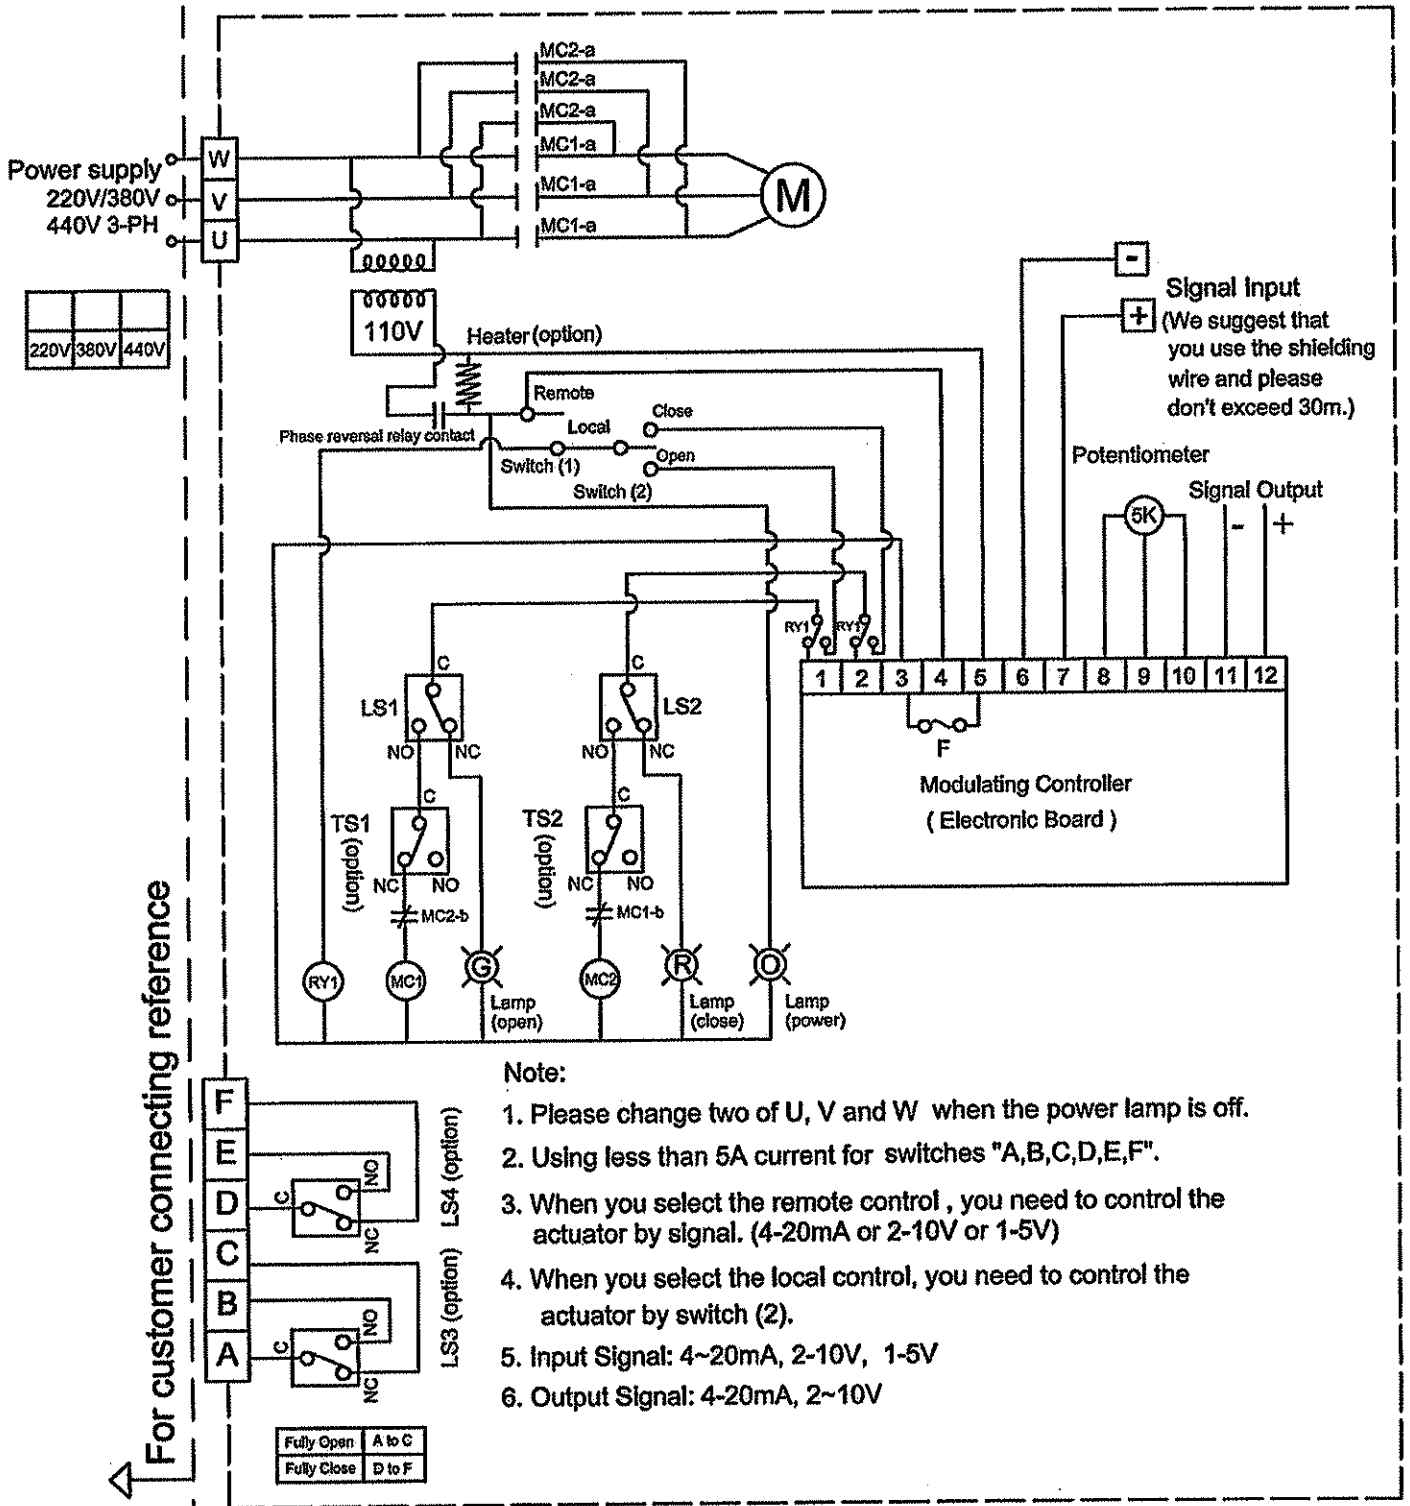 MC2-a
MC2-a
MC2-a
MC1-a
MC1-a
MC1-a
M
Power supply
220V/380V
440V 3-PH
W
V
U
220V 380V 440V
110V
Heater (option)
Remote
Local
Close
Open
Phase reversal relay contact
Switch (1)
Switch (2)
-
+
Signal Input
(We suggest that
you use the shielding
wire and please
don't exceed 30m.)
Potentiometer
5K
Signal Output
- +
RY1 RY1
1 2 3 4 5 6 7 8 9 10 11 12
F
Modulating Controller
( Electronic Board )
C
LS1
NO NC
C
LS2
NO NC
C
TS1
(option)
NC NO
MC2-b
C
TS2
(option)
NC NO
MC1-b
RY1
MC1
G
Lamp
(open)
MC2
R
Lamp
(close)
O
Lamp
(power)
For customer connecting reference
F
E
D
C
B
A
C
NO
NC
LS4 (option)
C
NO
NC
LS3 (option)
Fully Open A to C
Fully Close D to F
Note:
1. Please change two of U, V and W when the power lamp is off.
2. Using less than 5A current for switches "A,B,C,D,E,F".
3. When you select the remote control , you need to control the
actuator by signal. (4-20mA or 2-10V or 1-5V)
4. When you select the local control, you need to control the
actuator by switch (2).
5. Input Signal: 4~20mA, 2-10V, 1-5V
6. Output Signal: 4-20mA, 2~10V